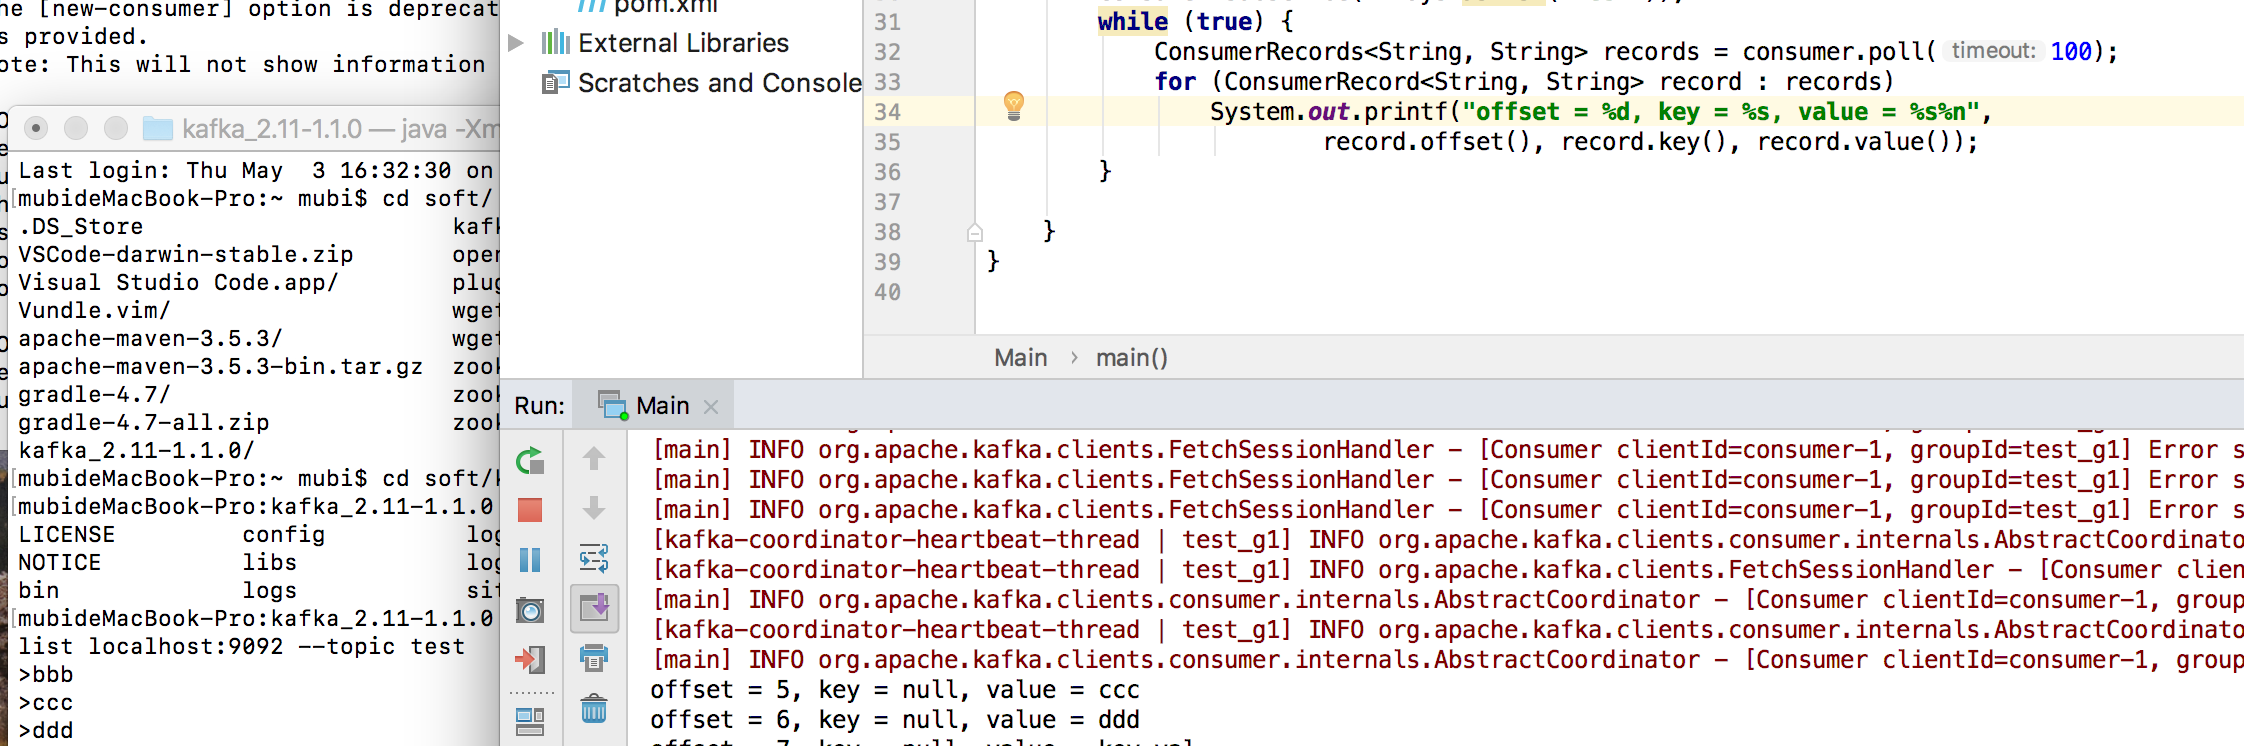 he [new-consumer] option is deprecat
s provided.
ote: This will not show information
kafka_2.11-1.1.0 — java -Xm
Last login: Thu May  3 16:32:30 on
[mubideMacBook-Pro:~ mubi$ cd soft/
.DS_Store kafk
VSCode-darwin-stable.zip open
Visual Studio Code.app/ plug
Vundle.vim/ wget
apache-maven-3.5.3/ wget
apache-maven-3.5.3-bin.tar.gz zook
gradle-4.7/ zook
gradle-4.7-all.zip zook
kafka_2.11-1.1.0/
[mubideMacBook-Pro:~ mubi$ cd soft/k
[mubideMacBook-Pro:kafka_2.11-1.1.0
LICENSE config log
NOTICE libs log
bin logs sit
[mubideMacBook-Pro:kafka_2.11-1.1.0
list localhost:9092 --topic test
>bbb
>ccc
>ddd
pom.xml
External Libraries
Scratches and Console
31 while (true) {
32 ConsumerRecords<String, String> records = consumer.poll( timeout: 100);
33 for (ConsumerRecord<String, String> record : records)
34 System.out.printf("offset = %d, key = %s, value = %s%n",
35 record.offset(), record.key(), record.value());
36 }
37
38 }
39 }
40
Main › main()
Run: Main
[main] INFO org.apache.kafka.clients.FetchSessionHandler - [Consumer clientId=consumer-1, groupId=test_g1] Error s
[main] INFO org.apache.kafka.clients.FetchSessionHandler - [Consumer clientId=consumer-1, groupId=test_g1] Error s
[main] INFO org.apache.kafka.clients.FetchSessionHandler - [Consumer clientId=consumer-1, groupId=test_g1] Error s
[kafka-coordinator-heartbeat-thread | test_g1] INFO org.apache.kafka.clients.consumer.internals.AbstractCoordinato
[kafka-coordinator-heartbeat-thread | test_g1] INFO org.apache.kafka.clients.FetchSessionHandler - [Consumer clien
[main] INFO org.apache.kafka.clients.consumer.internals.AbstractCoordinator - [Consumer clientId=consumer-1, group
[kafka-coordinator-heartbeat-thread | test_g1] INFO org.apache.kafka.clients.consumer.internals.AbstractCoordinato
[main] INFO org.apache.kafka.clients.consumer.internals.AbstractCoordinator - [Consumer clientId=consumer-1, group
offset = 5, key = null, value = ccc
offset = 6, key = null, value = ddd